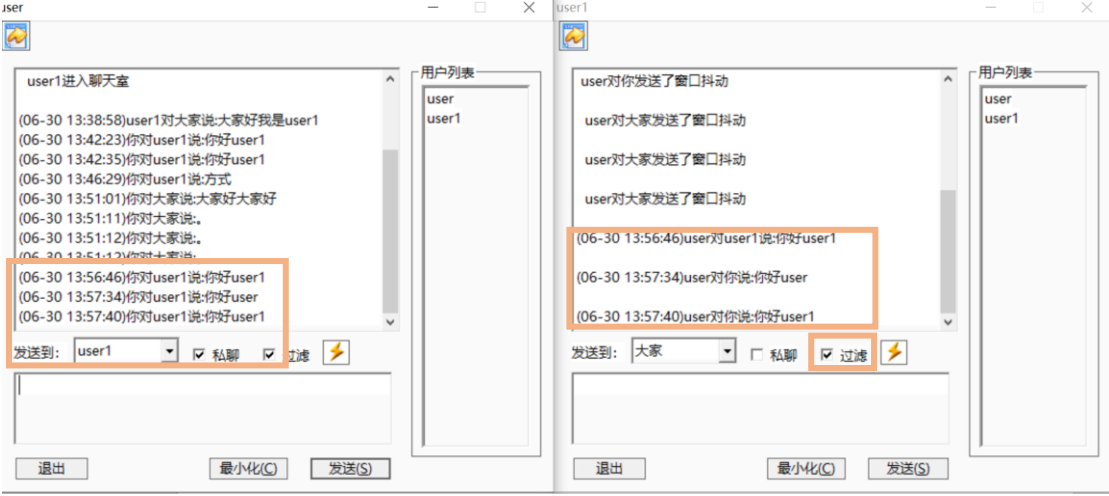 user
user1进入聊天室
(06-30 13:38:58)user1对大家说:大家好我是user1
(06-30 13:42:23)你对user1说:你好user1
(06-30 13:42:35)你对user1说:你好user1
(06-30 13:46:29)你对user1说:方式
(06-30 13:51:01)你对大家说:大家好大家好
(06-30 13:51:11)你对大家说:。
(06-30 13:51:12)你对大家说:。
(06-30 13:51:12)你对大家说:
(06-30 13:56:46)你对user1说:你好user1
(06-30 13:57:34)你对user1说:你好user
(06-30 13:57:40)你对user1说:你好user1
用户列表
user
user1
发送到: user1 私聊 过滤
退出 最小化(C) 发送(S)
user1
user对你发送了窗口抖动
user对大家发送了窗口抖动
user对大家发送了窗口抖动
user对大家发送了窗口抖动
(06-30 13:56:46)user对user1说:你好user1
(06-30 13:57:34)user对你说:你好user
(06-30 13:57:40)user对你说:你好user1
用户列表
user
user1
发送到: 大家 私聊 过滤
退出 最小化(C) 发送(S)